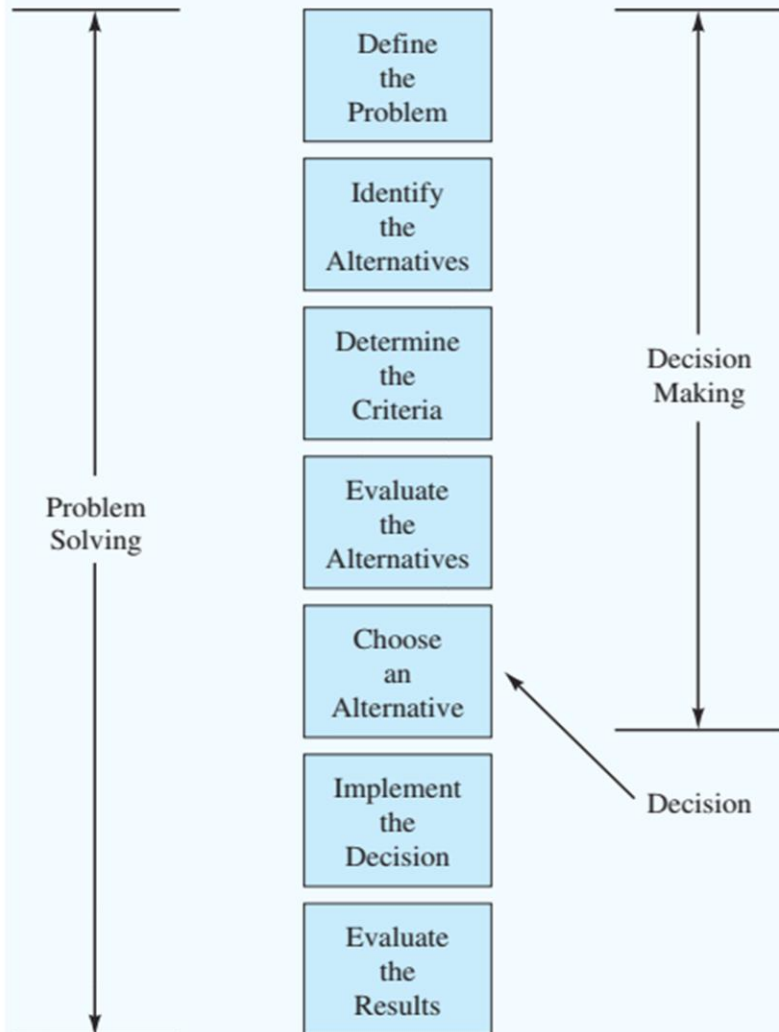 Define
the
Problem
Identify
the
Alternatives
Determine
the
Criteria
Decision
Making
Evaluate
the
Alternatives
Problem
Solving
Choose
an
Alternative
Implement
the
Decision
Decision
Evaluate
the
Results